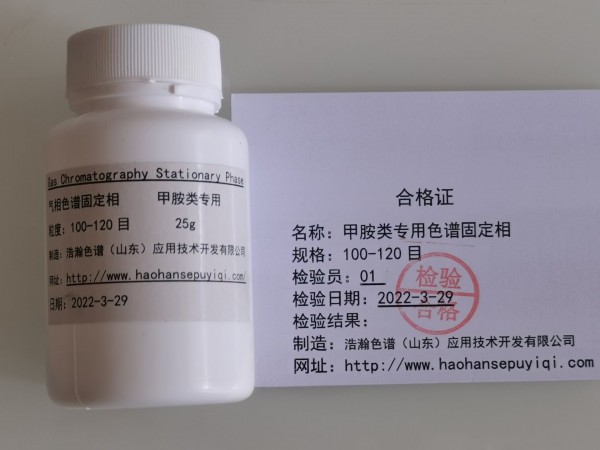 Gas Chromatography Stationary Phase
气相色谱固定相 甲胺类专用
粒度：100-120 目 25g
制造：浩瀚色谱（山东）应用技术开发有限公司
网址：http://www.haohansepuyiqi.com/
日期：2022-3-29
合格证
名称：甲胺类专用色谱固定相
规格：100-120 目
检验员：01
检验日期：2022-3-29
检验结果：
检验
合格
制造：浩瀚色谱（山东）应用技术开发有限公司
网址：http://www.haohansepuyiqi.com/